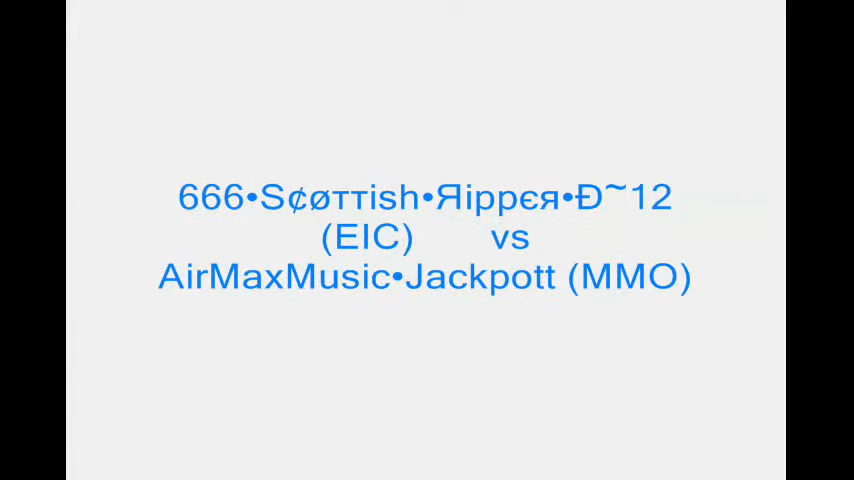 666•S¢øттish•Яippєя•Đ~12
(EIC) vs
AirMaxMusic•Jackpott (MMO)